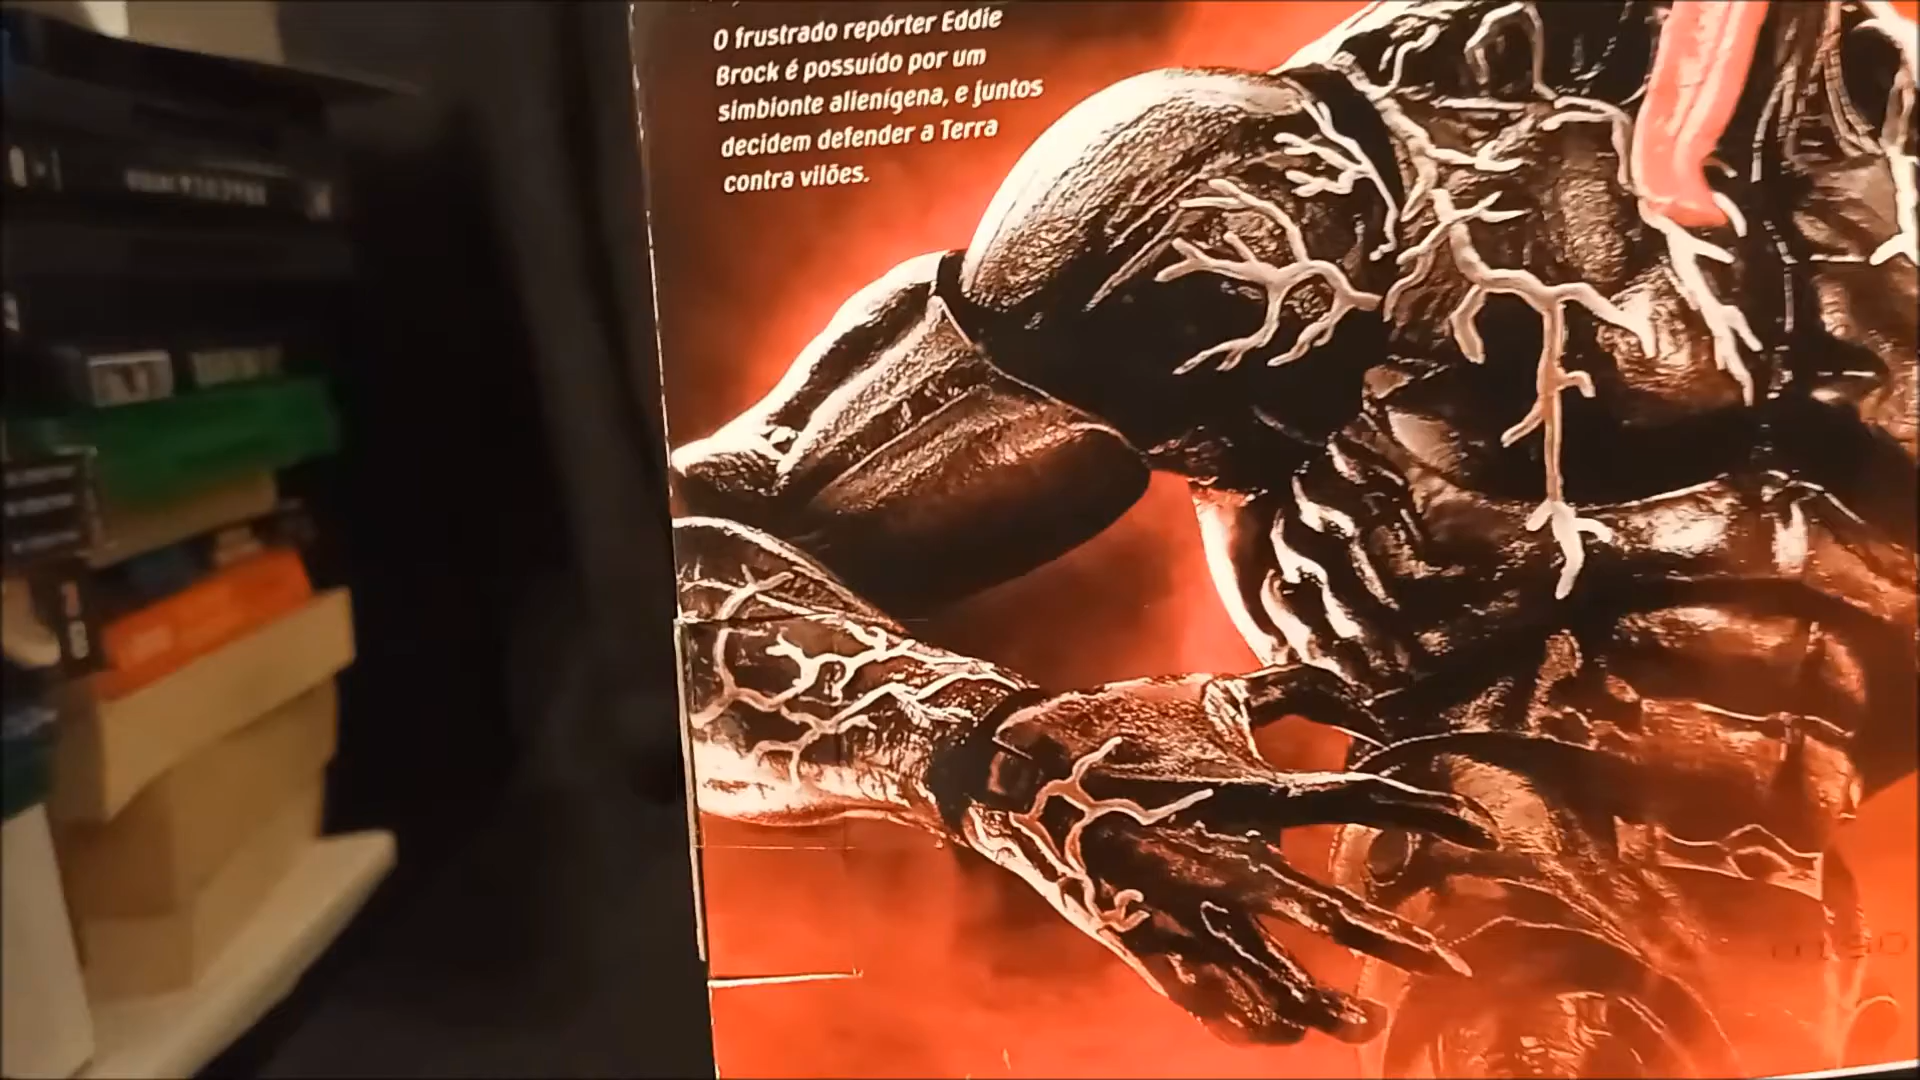 O frustrado repórter Eddie
Brock é possuído por um
simbionte alienígena, e juntos
decidem defender a Terra
contra vilões.